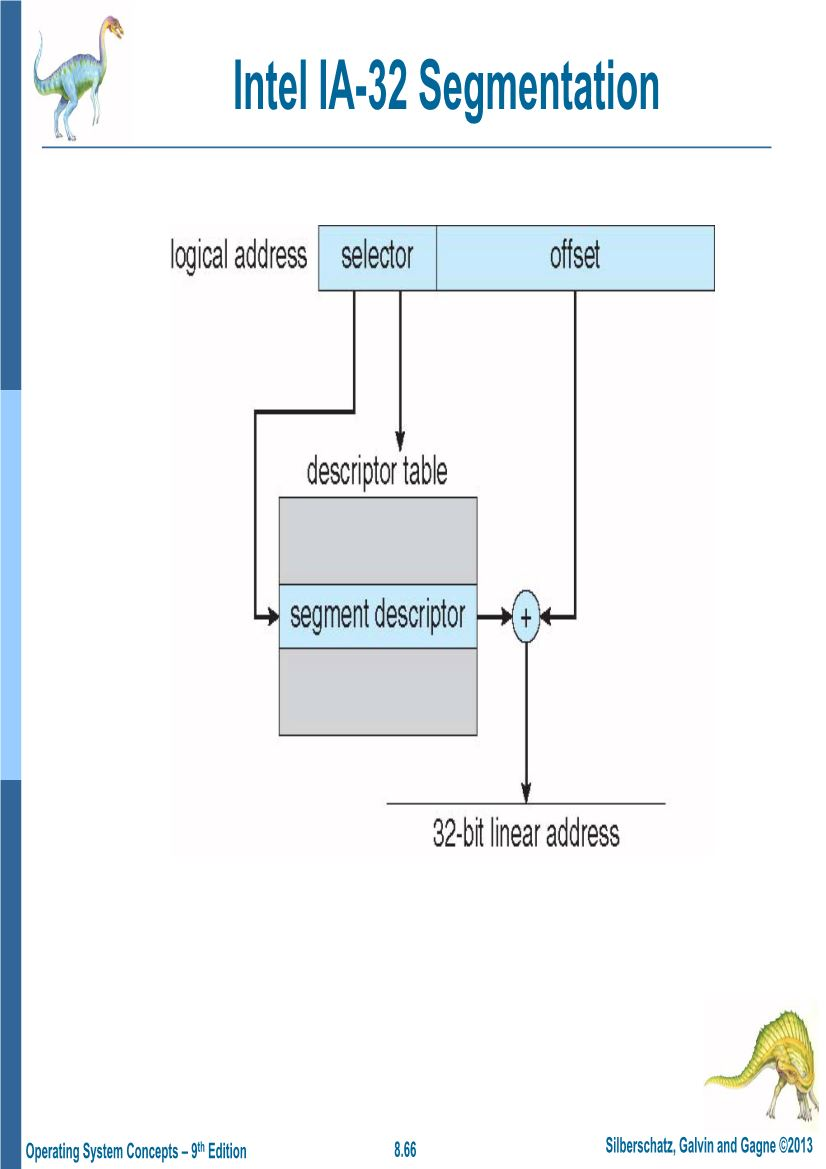 Intel IA-32 Segmentation
logical address selector offset
descriptor table
segment descriptor +
32-bit linear address
Operating System Concepts – 9th Edition 8.66 Silberschatz, Galvin and Gagne ©2013